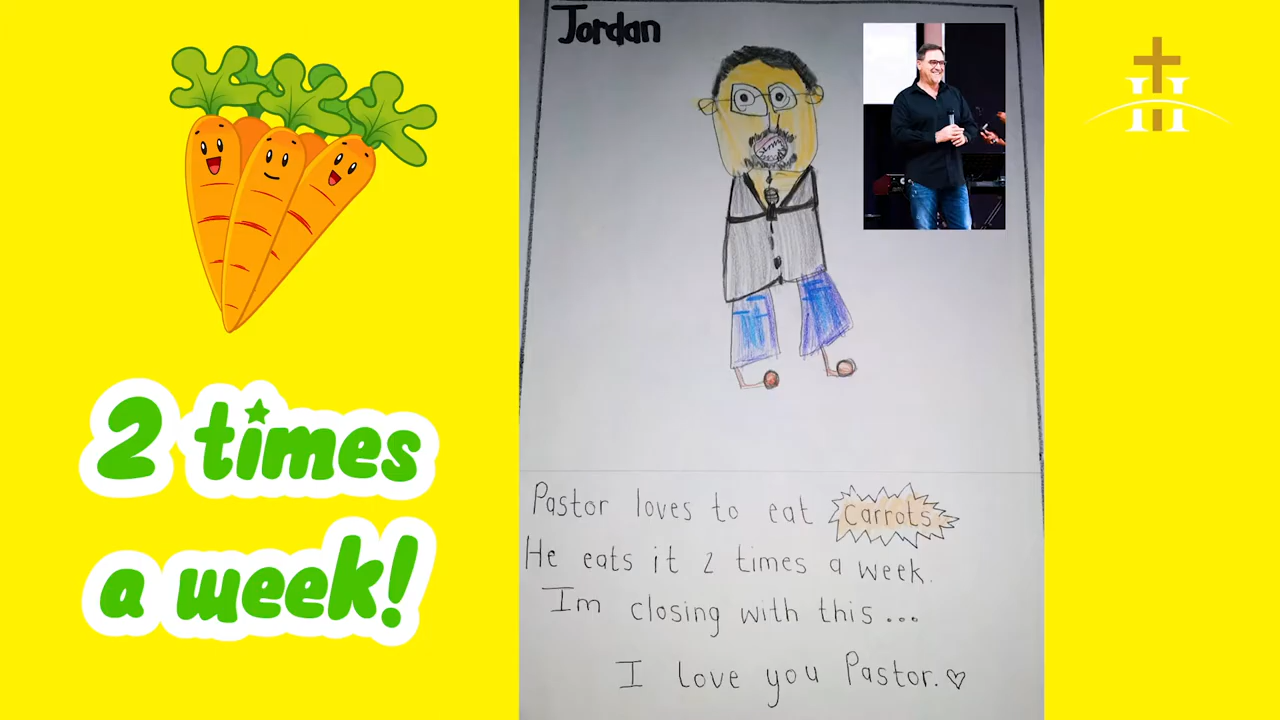 2 times
a week!
Jordan
Pastor loves to eat carrots
He eats it 2 times a week.
Im closing with this...
I love you Pastor.♡